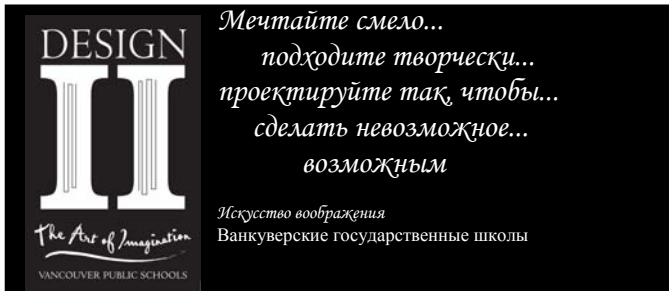 DESIGN
II
The Art of Imagination
VANCOUVER PUBLIC SCHOOLS
Мечтайте смело...
подходите творчески...
проектируйте так, чтобы...
сделать невозможное...
возможным
Искусство воображения
Ванкуверские государственные школы